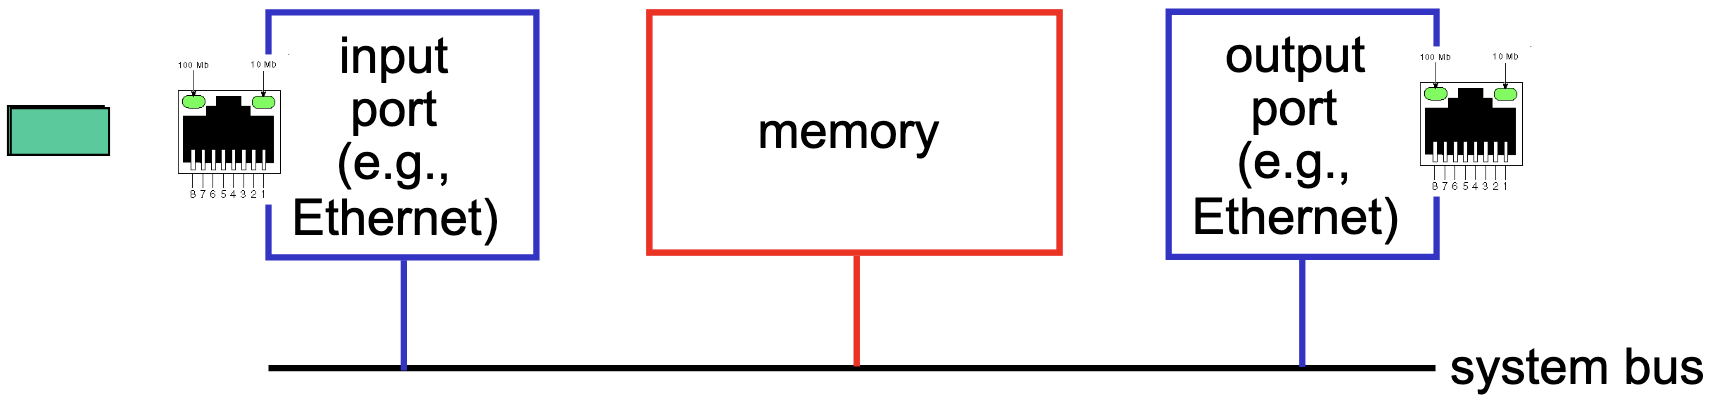 input
port
(e.g.,
Ethernet)
memory
output
port
(e.g.,
Ethernet)
100 Mb 10 Mb
8 7 6 5 4 3 2 1
100 Mb 10 Mb
8 7 6 5 4 3 2 1
system bus